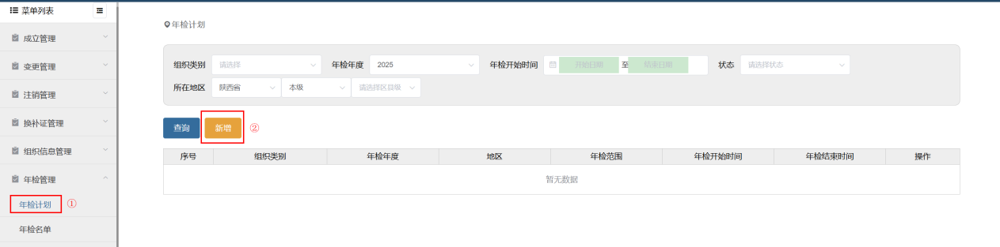 菜单列表
成立管理
变更管理
注销管理
换补证管理
组织信息管理
年检管理
年检计划 ①
年检名单
年检计划
组织类别 请选择 年检年度 2025 年检开始时间 开始日期 至 结束日期 状态 请选择状态
所在地区 陕西省 本级 请选择区县级
查询 新增 ②
序号 组织类别 年检年度 地区 年检范围 年检开始时间 年检结束时间 操作
暂无数据